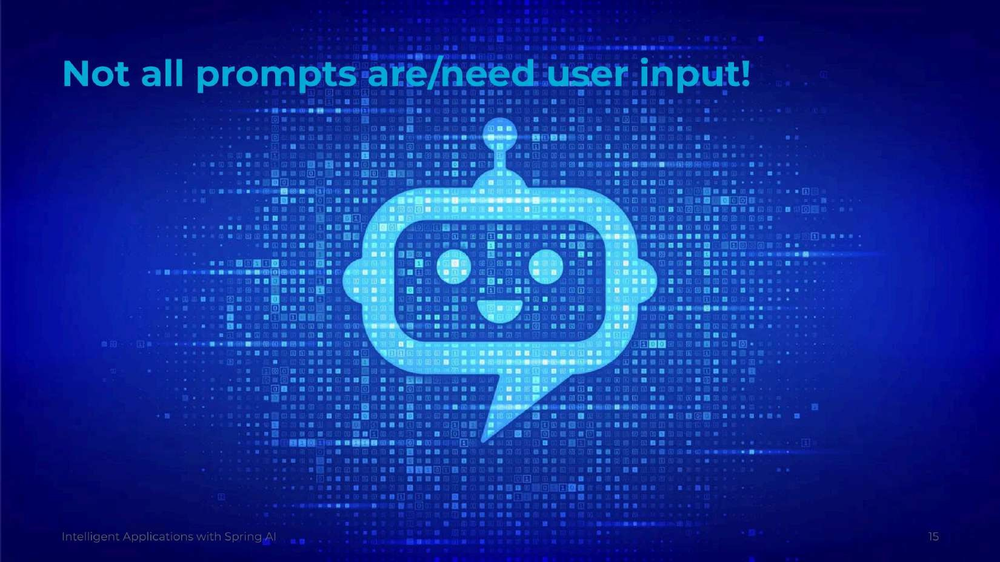 Not all prompts are/need user input!
Intelligent Applications with Spring AI
15